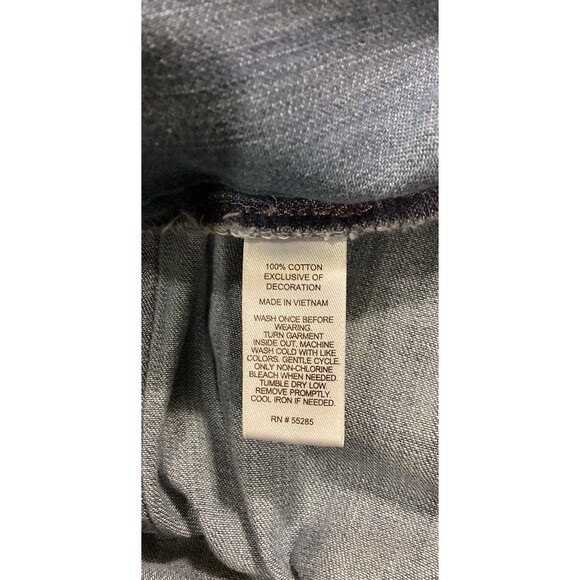 100% COTTON
EXCLUSIVE OF
DECORATION
MADE IN VIETNAM
WASH ONCE BEFORE
WEARING.
TURN GARMENT
INSIDE OUT. MACHINE
WASH COLD WITH LIKE
COLORS. GENTLE CYCLE.
ONLY NON-CHLORINE
BLEACH WHEN NEEDED.
TUMBLE DRY LOW.
REMOVE PROMPTLY.
COOL IRON IF NEEDED.
RN # 55285